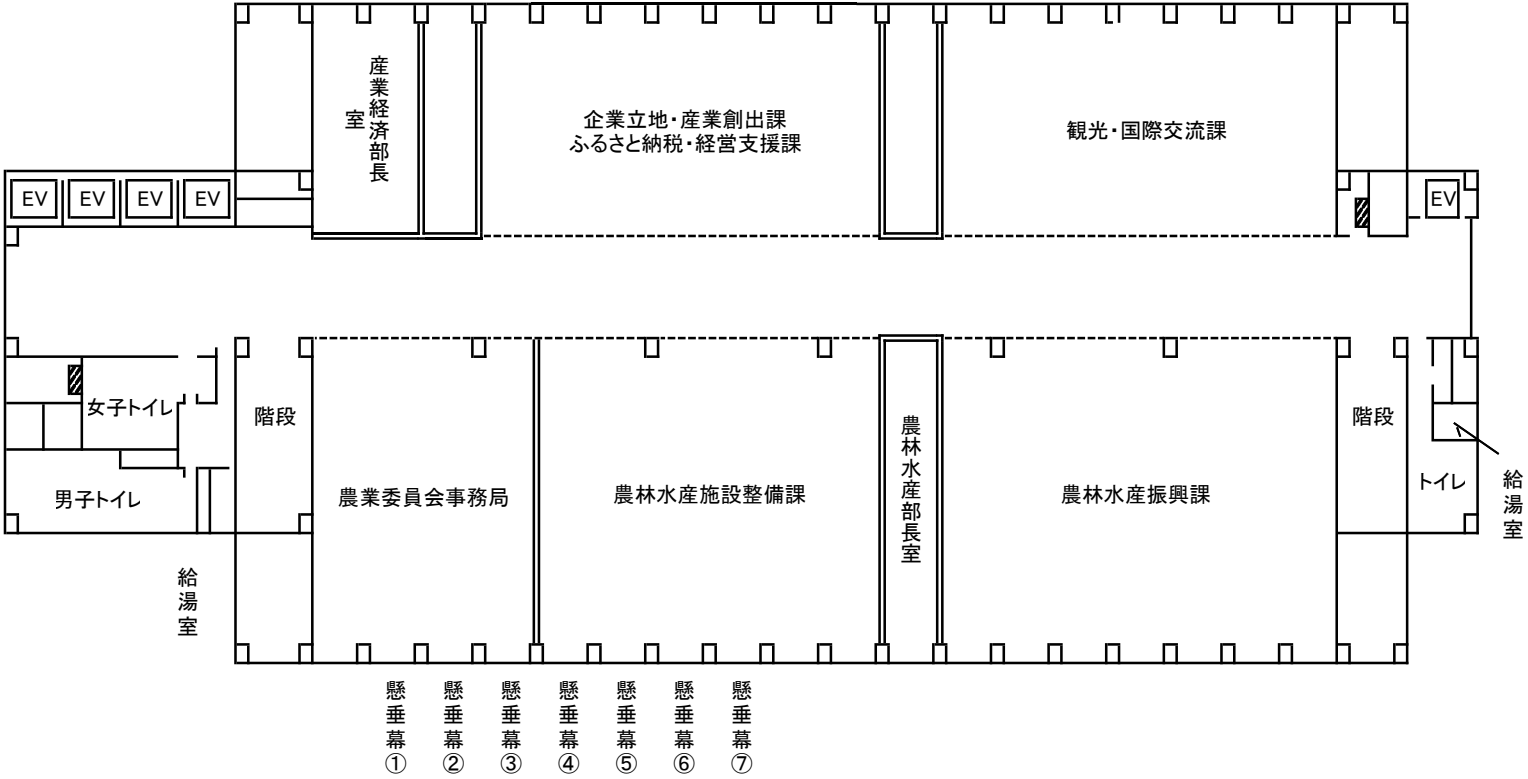 産業経済部長
室
企業立地・産業創出課
ふるさと納税・経営支援課
観光・国際交流課
EV
EV
EV
EV
EV
女子トイレ
階段
男子トイレ
農業委員会事務局
農林水産施設整備課
農林水産部長室
農林水産振興課
階段
トイレ
給湯室
給湯室
懸垂幕①
懸垂幕②
懸垂幕③
懸垂幕④
懸垂幕⑤
懸垂幕⑥
懸垂幕⑦